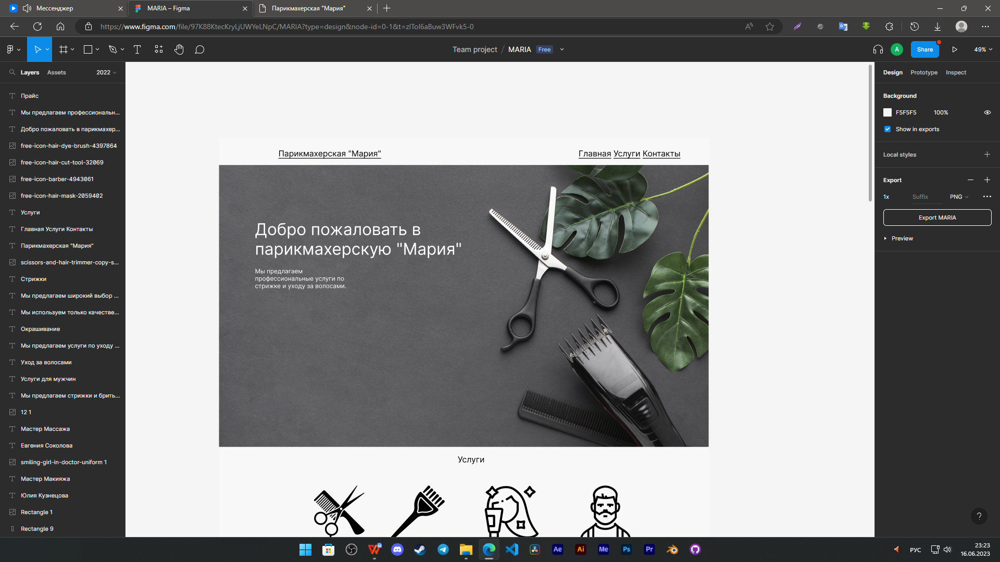 Мессенджер
MARIA – Figma
Парикмахерская "Мария"
https://www.figma.com/file/97K88KtecKryLjUWYeLNpC/MARIA?type=design&node-id=0-1&t=zITol6aBuw3WFvk5-0
Team project / MARIA Free
A
Share
49%
Layers Assets 2022
Прайс
Мы предлагаем профессиональн...
Добро пожаловать в парикмахер...
free-icon-hair-dye-brush-4397864
free-icon-hair-cut-tool-32069
free-icon-barber-4943061
free-icon-hair-mask-2059402
Услуги
Главная Услуги Контакты
Парикмахерская "Мария"
scissors-and-hair-trimmer-copy-s...
Стрижки
Мы предлагаем широкий выбор ...
Мы используем только качестве...
Окрашивание
Мы предлагаем услуги по уходу ...
Уход за волосами
Услуги для мужчин
Мы предлагаем стрижки и брить...
12 1
Мастер Массажа
Евгения Соколова
smiling-girl-in-doctor-uniform 1
Мастер Макияжа
Юлия Кузнецова
Rectangle 1
Rectangle 9
Парикмахерская "Мария"
Главная Услуги Контакты
Добро пожаловать в
парикмахерскую "Мария"
Мы предлагаем
профессиональные услуги по
стрижке и уходу за волосами.
Услуги
Design Prototype Inspect
Background
F5F5F5 100%
Show in exports
Local styles
Export
1x Suffix PNG
Export MARIA
Preview
?
Ae
Ai
Me
Ps
Pr
РУС
23:23
16.06.2023